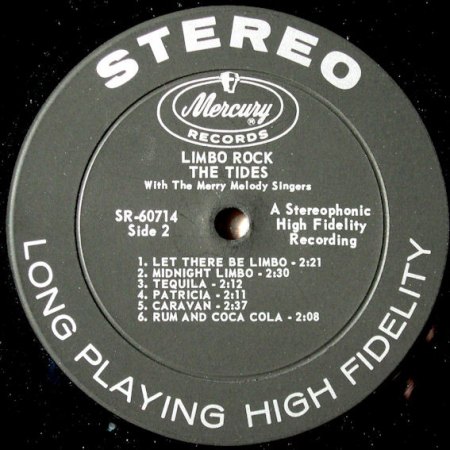 STEREO
Mercury
RECORDS
LIMBO ROCK
THE TIDES
With The Merry Melody Singers
SR-60714
Side 2
A Stereophonic
High Fidelity
Recording
1. LET THERE BE LIMBO - 2:21
2. MIDNIGHT LIMBO - 2:30
3. TEQUILA - 2:12
4. PATRICIA - 2:11
5. CARAVAN - 2:37
6. RUM AND COCA COLA - 2:08
LONG PLAYING HIGH FIDELITY